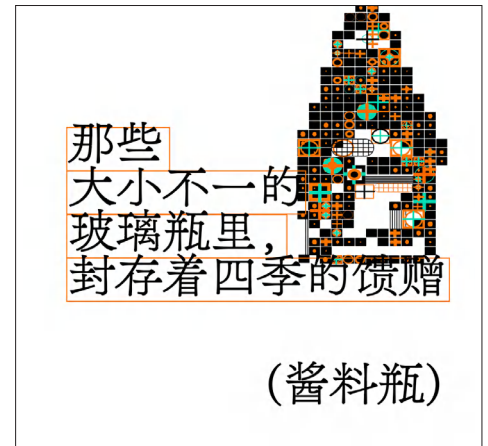 那些
大小不一的
玻璃瓶里，
封存着四季的馈赠
(酱料瓶)